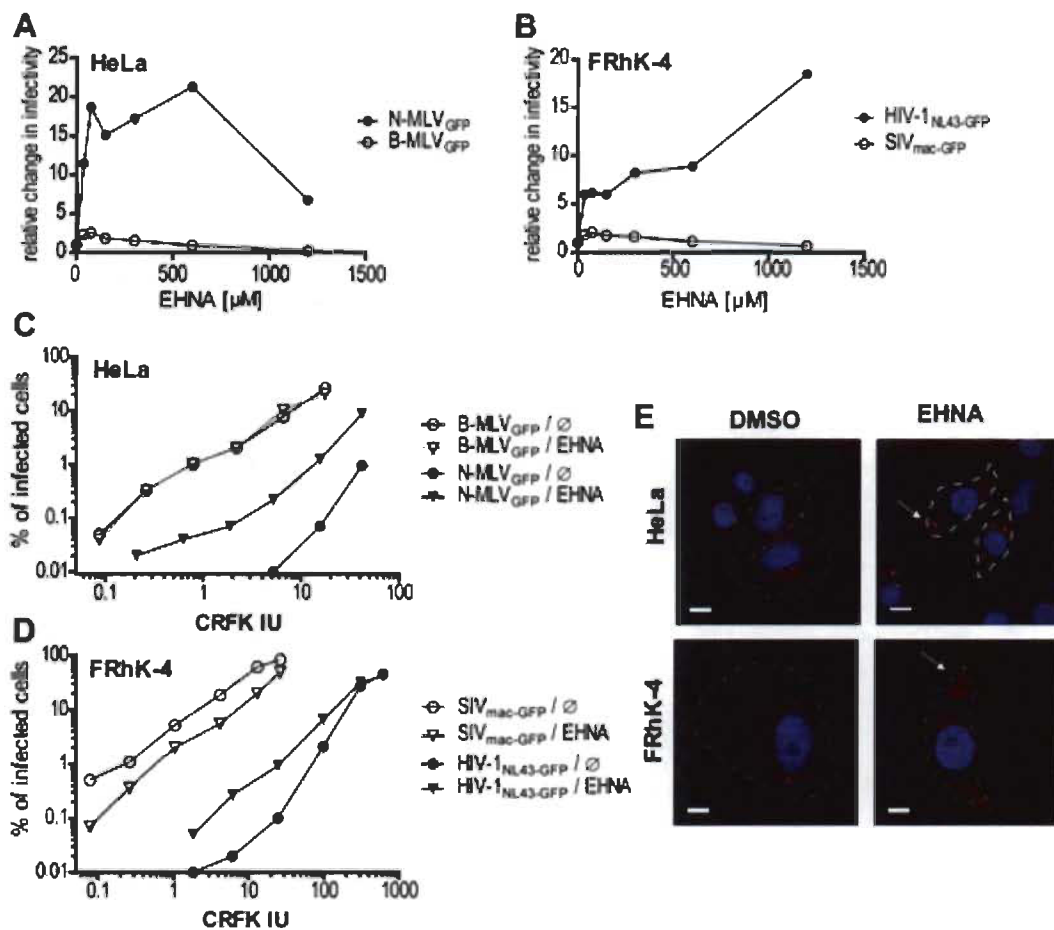 A
HeLa
relative change in infectivity
25
20
15
10
5
0
0
500
1000
1500
EHNA [µM]
N-MLVGFP
B-MLVGFP
B
FRhK-4
relative change in infectivity
20
15
10
5
0
0
500
1000
1500
EHNA [µM]
HIV-1NL43-GFP
SIVmac-GFP
C
HeLa
% of infected cells
100
10
1
0.1
0.01
0.1
1
10
100
CRFK IU
B-MLVGFP / Ø
B-MLVGFP / EHNA
N-MLVGFP / Ø
N-MLVGFP / EHNA
D
FRhK-4
% of infected cells
100
10
1
0.1
0.01
0.1
1
10
100
1000
CRFK IU
SIVmac-GFP / Ø
SIVmac-GFP / EHNA
HIV-1NL43-GFP / Ø
HIV-1NL43-GFP / EHNA
E
DMSO
EHNA
HeLa
FRhK-4